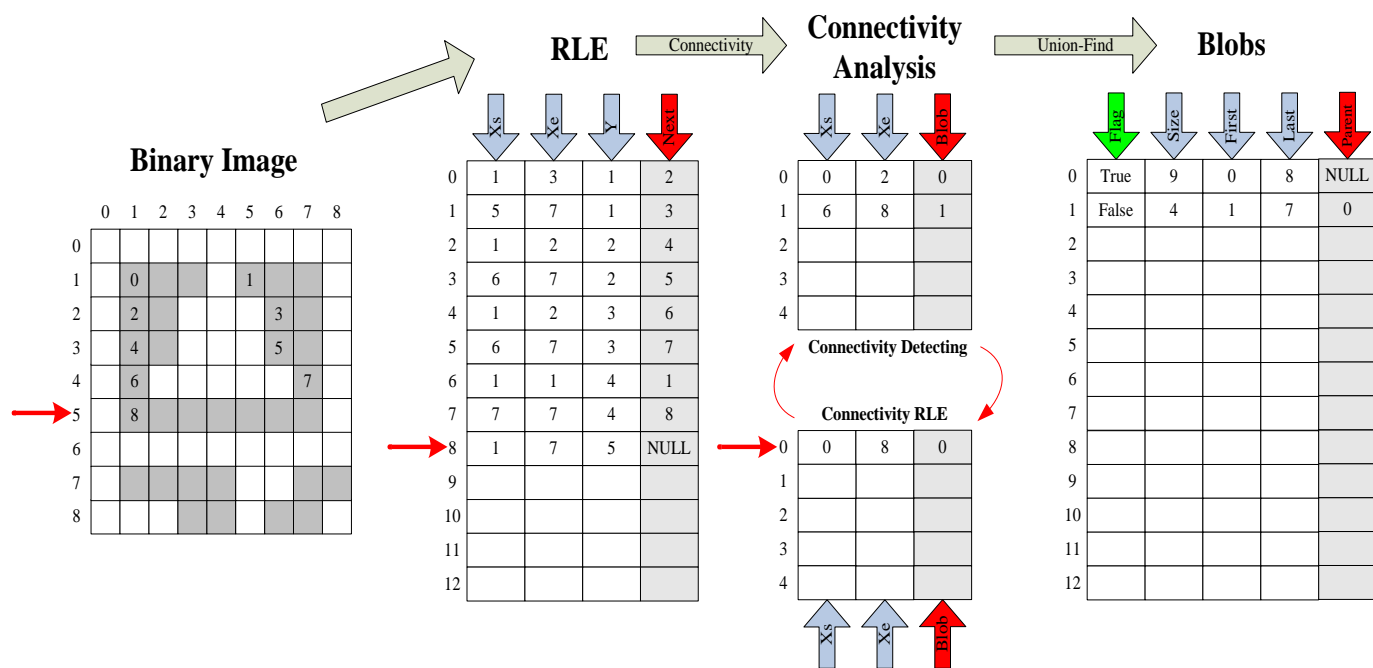 RLE
Connectivity
Connectivity
Analysis
Union-Find
Blobs
Binary Image
Xs Xe Y Next
Xs Xe Blob
Flag Size First Last Parent
0 1 2 3 4 5 6 7 8
0
1 0 1
2 2 3
3 4 5
4 6 7
5 8
6
7
8
0 1 3 1 2
1 5 7 1 3
2 1 2 2 4
3 6 7 2 5
4 1 2 3 6
5 6 7 3 7
6 1 1 4 1
7 7 7 4 8
8 1 7 5 NULL
9
10
11
12
0 0 2 0
1 6 8 1
2
3
4
Connectivity Detecting
Connectivity RLE
0 0 8 0
1
2
3
4
Xs Xe Blob
0 True 9 0 8 NULL
1 False 4 1 7 0
2
3
4
5
6
7
8
9
10
11
12